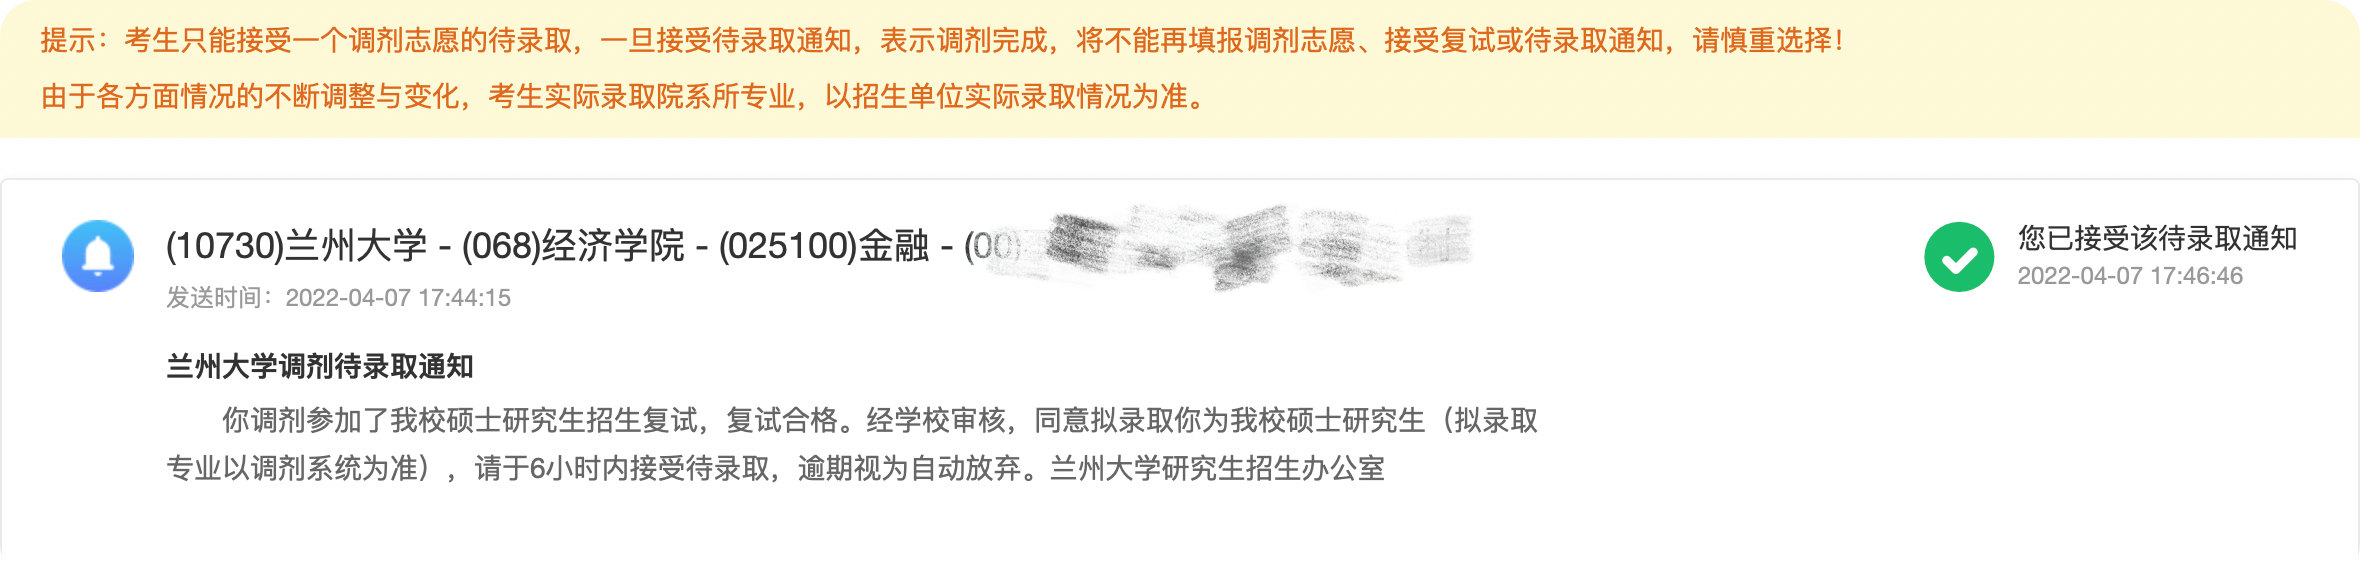 提示：考生只能接受一个调剂志愿的待录取，一旦接受待录取通知，表示调剂完成，将不能再填报调剂志愿、接受复试或待录取通知，请慎重选择！
由于各方面情况的不断调整与变化，考生实际录取院系所专业，以招生单位实际录取情况为准。
(10730)兰州大学 - (068)经济学院 - (025100)金融 - (00)
您已接受该待录取通知
发送时间：2022-04-07 17:44:15
2022-04-07 17:46:46
兰州大学调剂待录取通知
你调剂参加了我校硕士研究生招生复试，复试合格。经学校审核，同意拟录取你为我校硕士研究生（拟录取
专业以调剂系统为准），请于6小时内接受待录取，逾期视为自动放弃。兰州大学研究生招生办公室